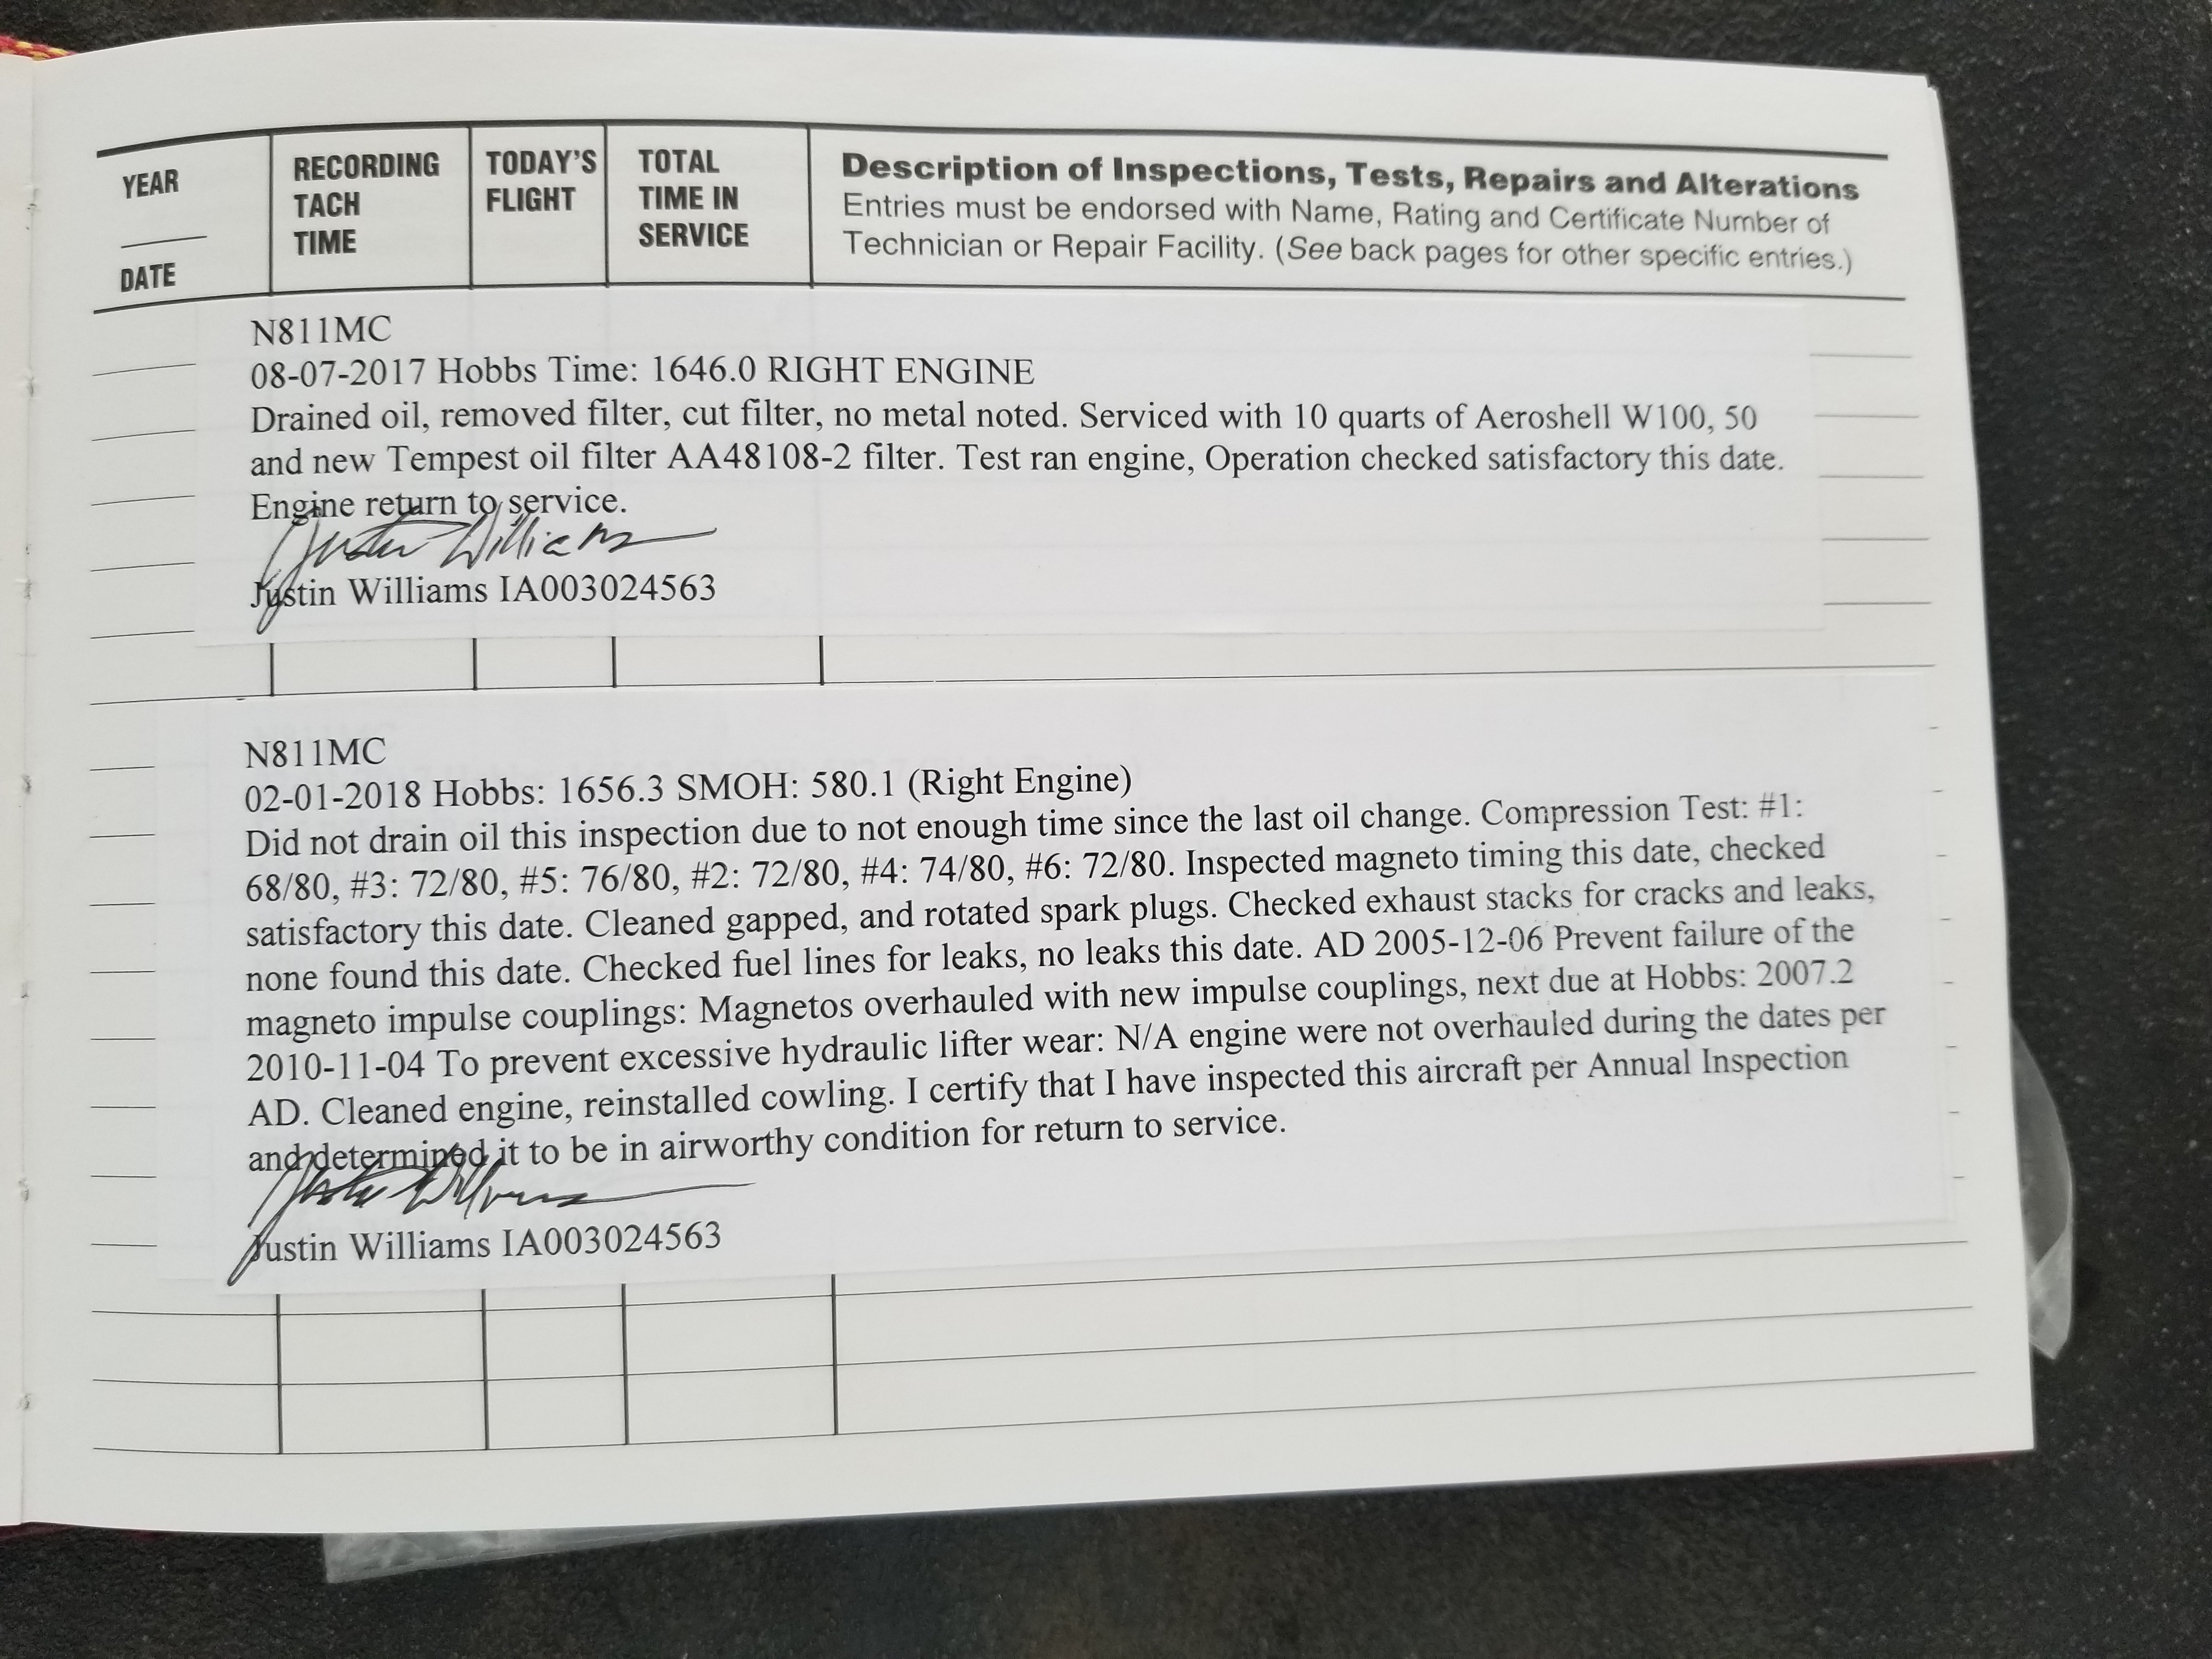 YEAR
DATE
RECORDING
TACH
TIME
TODAY'S
FLIGHT
TOTAL
TIME IN
SERVICE
Description of Inspections, Tests, Repairs and Alterations
Entries must be endorsed with Name, Rating and Certificate Number of
Technician or Repair Facility. (See back pages for other specific entries.)
N811MC
08-07-2017 Hobbs Time: 1646.0 RIGHT ENGINE
Drained oil, removed filter, cut filter, no metal noted. Serviced with 10 quarts of Aeroshell W100, 50
and new Tempest oil filter AA48108-2 filter. Test ran engine, Operation checked satisfactory this date.
Engine return to service.
Justin Williams
Justin Williams IA003024563
N811MC
02-01-2018 Hobbs: 1656.3 SMOH: 580.1 (Right Engine)
Did not drain oil this inspection due to not enough time since the last oil change. Compression Test: #1:
68/80, #3: 72/80, #5: 76/80, #2: 72/80, #4: 74/80, #6: 72/80. Inspected magneto timing this date, checked
satisfactory this date. Cleaned gapped, and rotated spark plugs. Checked exhaust stacks for cracks and leaks,
none found this date. Checked fuel lines for leaks, no leaks this date. AD 2005-12-06 Prevent failure of the
magneto impulse couplings: Magnetos overhauled with new impulse couplings, next due at Hobbs: 2007.2
2010-11-04 To prevent excessive hydraulic lifter wear: N/A engine were not overhauled during the dates per
AD. Cleaned engine, reinstalled cowling. I certify that I have inspected this aircraft per Annual Inspection
and determined it to be in airworthy condition for return to service.
Justin Williams
Justin Williams IA003024563